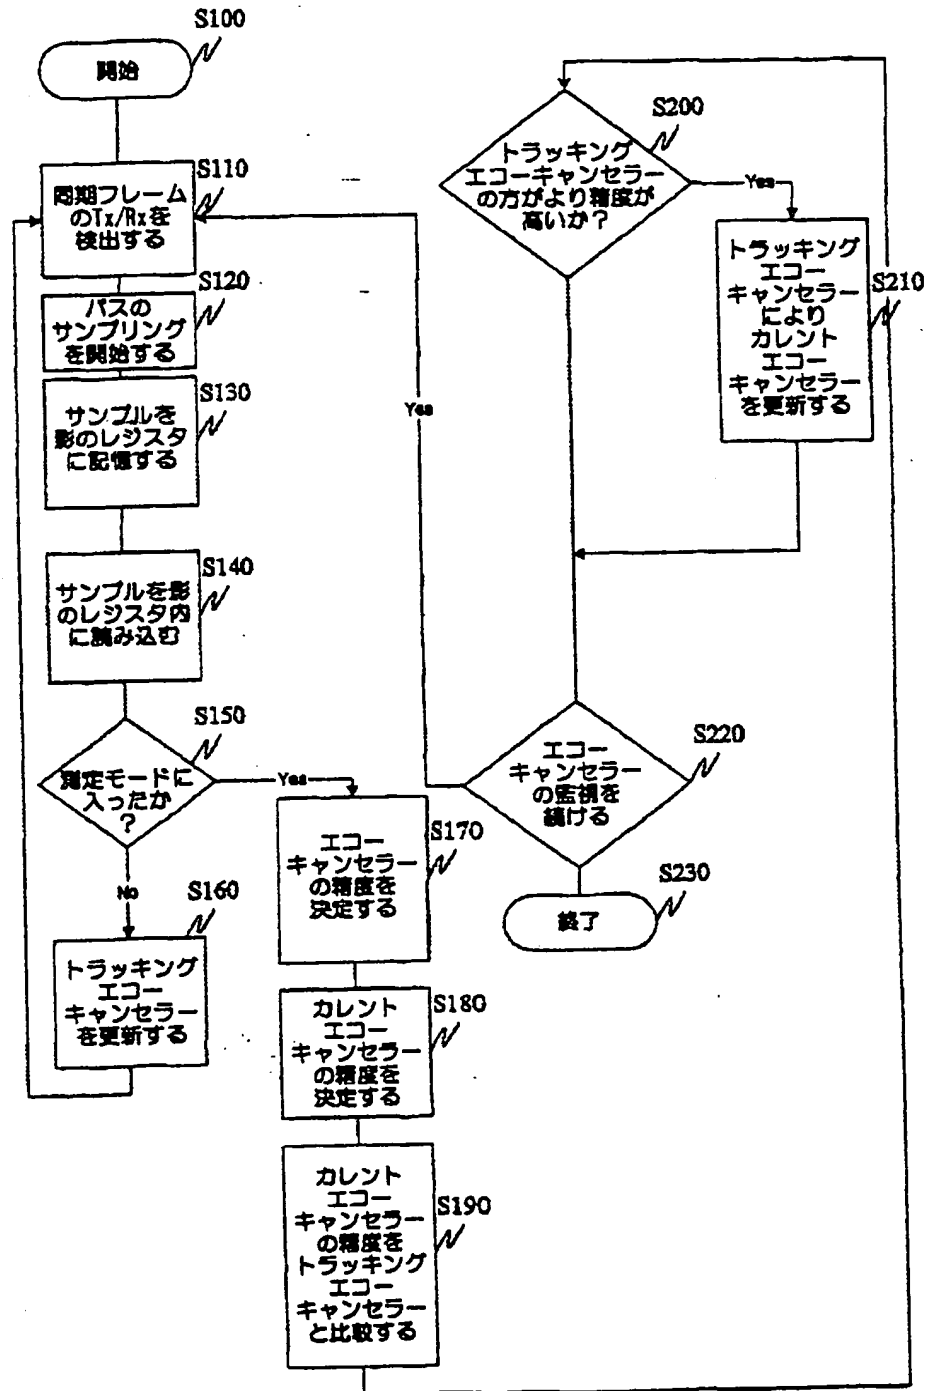 S100
開始
S110
同期フレーム
のTx/Rxを
検出する
S120
パスの
サンプリング
を開始する
S130
サンプルを
影のレジスタ
に記憶する
S140
サンプルを影
のレジスタ内
に読み込む
S150
測定モードに
入ったか
?
Yes
No
S160
トラッキング
エコー
キャンセラー
を更新する
S170
エコー
キャンセラー
の精度を
決定する
S180
カレント
エコー
キャンセラー
の精度を
決定する
S190
カレント
エコー
キャンセラー
の精度を
トラッキング
エコー
キャンセラー
と比較する
S200
トラッキング
エコーキャンセラー
の方がより精度が
高いか?
Yes
S210
トラッキング
エコー
キャンセラー
により
カレント
エコー
キャンセラー
を更新する
S220
エコー
キャンセラー
の監視を
続ける
Yes
S230
終了